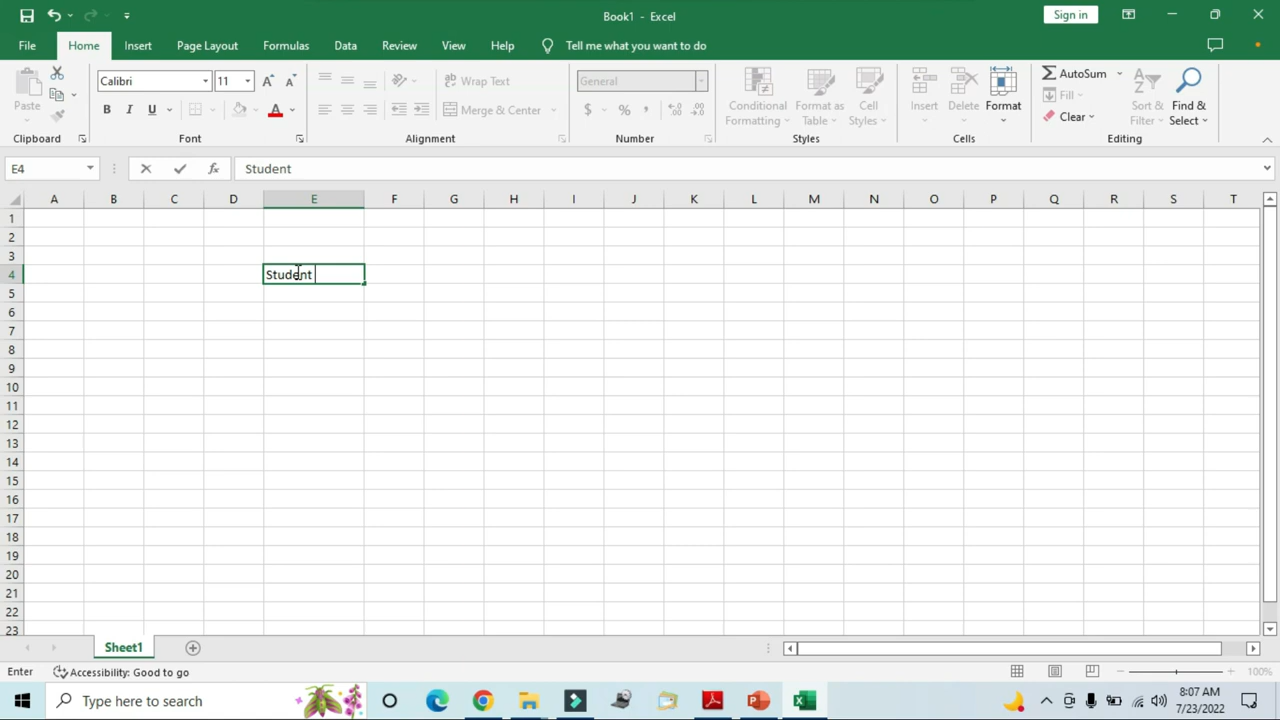 Book1 - Excel
Sign in
File Home Insert Page Layout Formulas Data Review View Help Tell me what you want to do
Paste
Calibri 11
B I U A
Wrap Text
Merge & Center
General
$ % ,
Conditional Formatting
Format as Table
Cell Styles
Insert Delete Format
AutoSum
Fill
Clear
Sort & Filter
Find & Select
Clipboard Font Alignment Number Styles Cells Editing
E4 fx Student
A B C D E F G H I J K L M N O P Q R S T
1
2
3
4 Student
5
6
7
8
9
10
11
12
13
14
15
16
17
18
19
20
21
22
23
Sheet1
Enter Accessibility: Good to go 100%
Type here to search
8:07 AM
7/23/2022